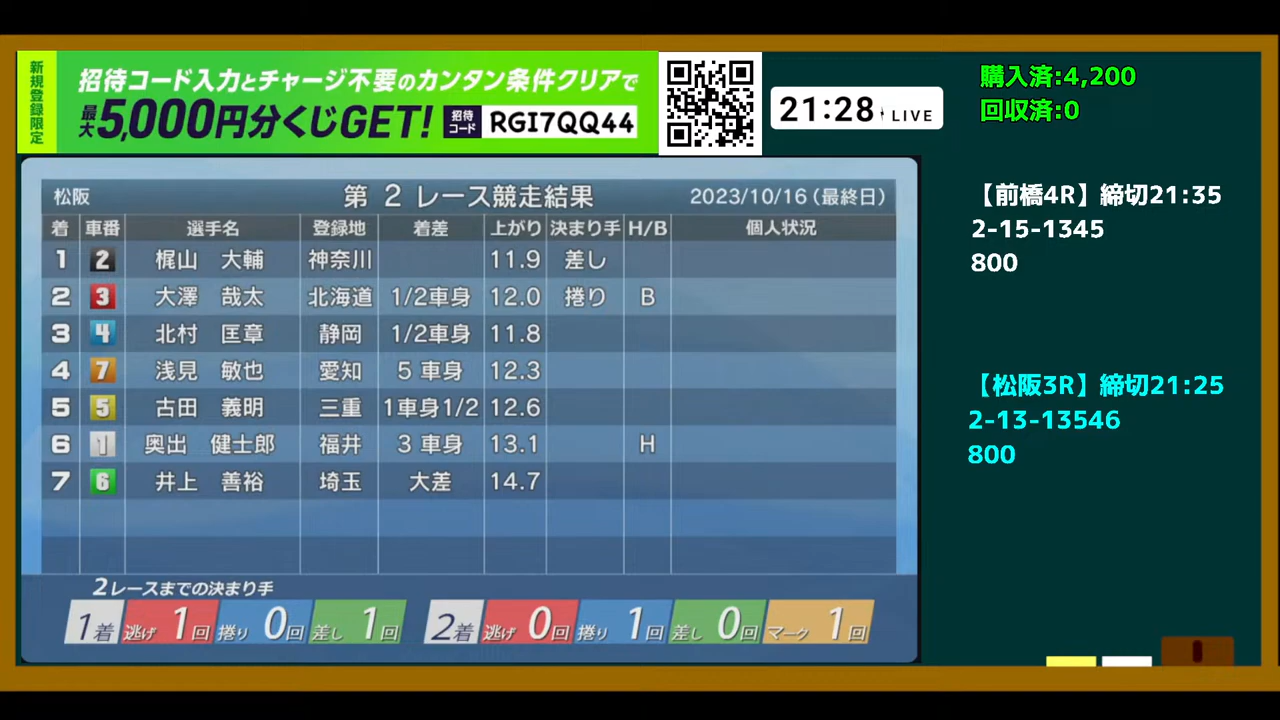 新規登録限定
招待コード入力とチャージ不要のカンタン条件クリアで
最大5,000円分くじGET! 招待コード RGI7QQ44
21:28 LIVE
購入済:4,200
回収済:0
松阪 第 2 レース競走結果 2023/10/16(最終日)
着 車番 選手名 登録地 着差 上がり 決まり手 H/B 個人状況
1 2 梶山 大輔 神奈川 11.9 差し
2 3 大澤 哉太 北海道 1/2車身 12.0 捲り B
3 4 北村 匡章 静岡 1/2車身 11.8
4 7 浅見 敏也 愛知 5 車身 12.3
5 5 古田 義明 三重 1車身1/2 12.6
6 1 奥出 健士郎 福井 3 車身 13.1 H
7 6 井上 善裕 埼玉 大差 14.7
2レースまでの決まり手
1着 逃げ 1回 捲り 0回 差し 1回 2着 逃げ 0回 捲り 1回 差し 0回 マーク 1回
【前橋4R】締切21:35
2-15-1345
800
【松阪3R】締切21:25
2-13-13546
800